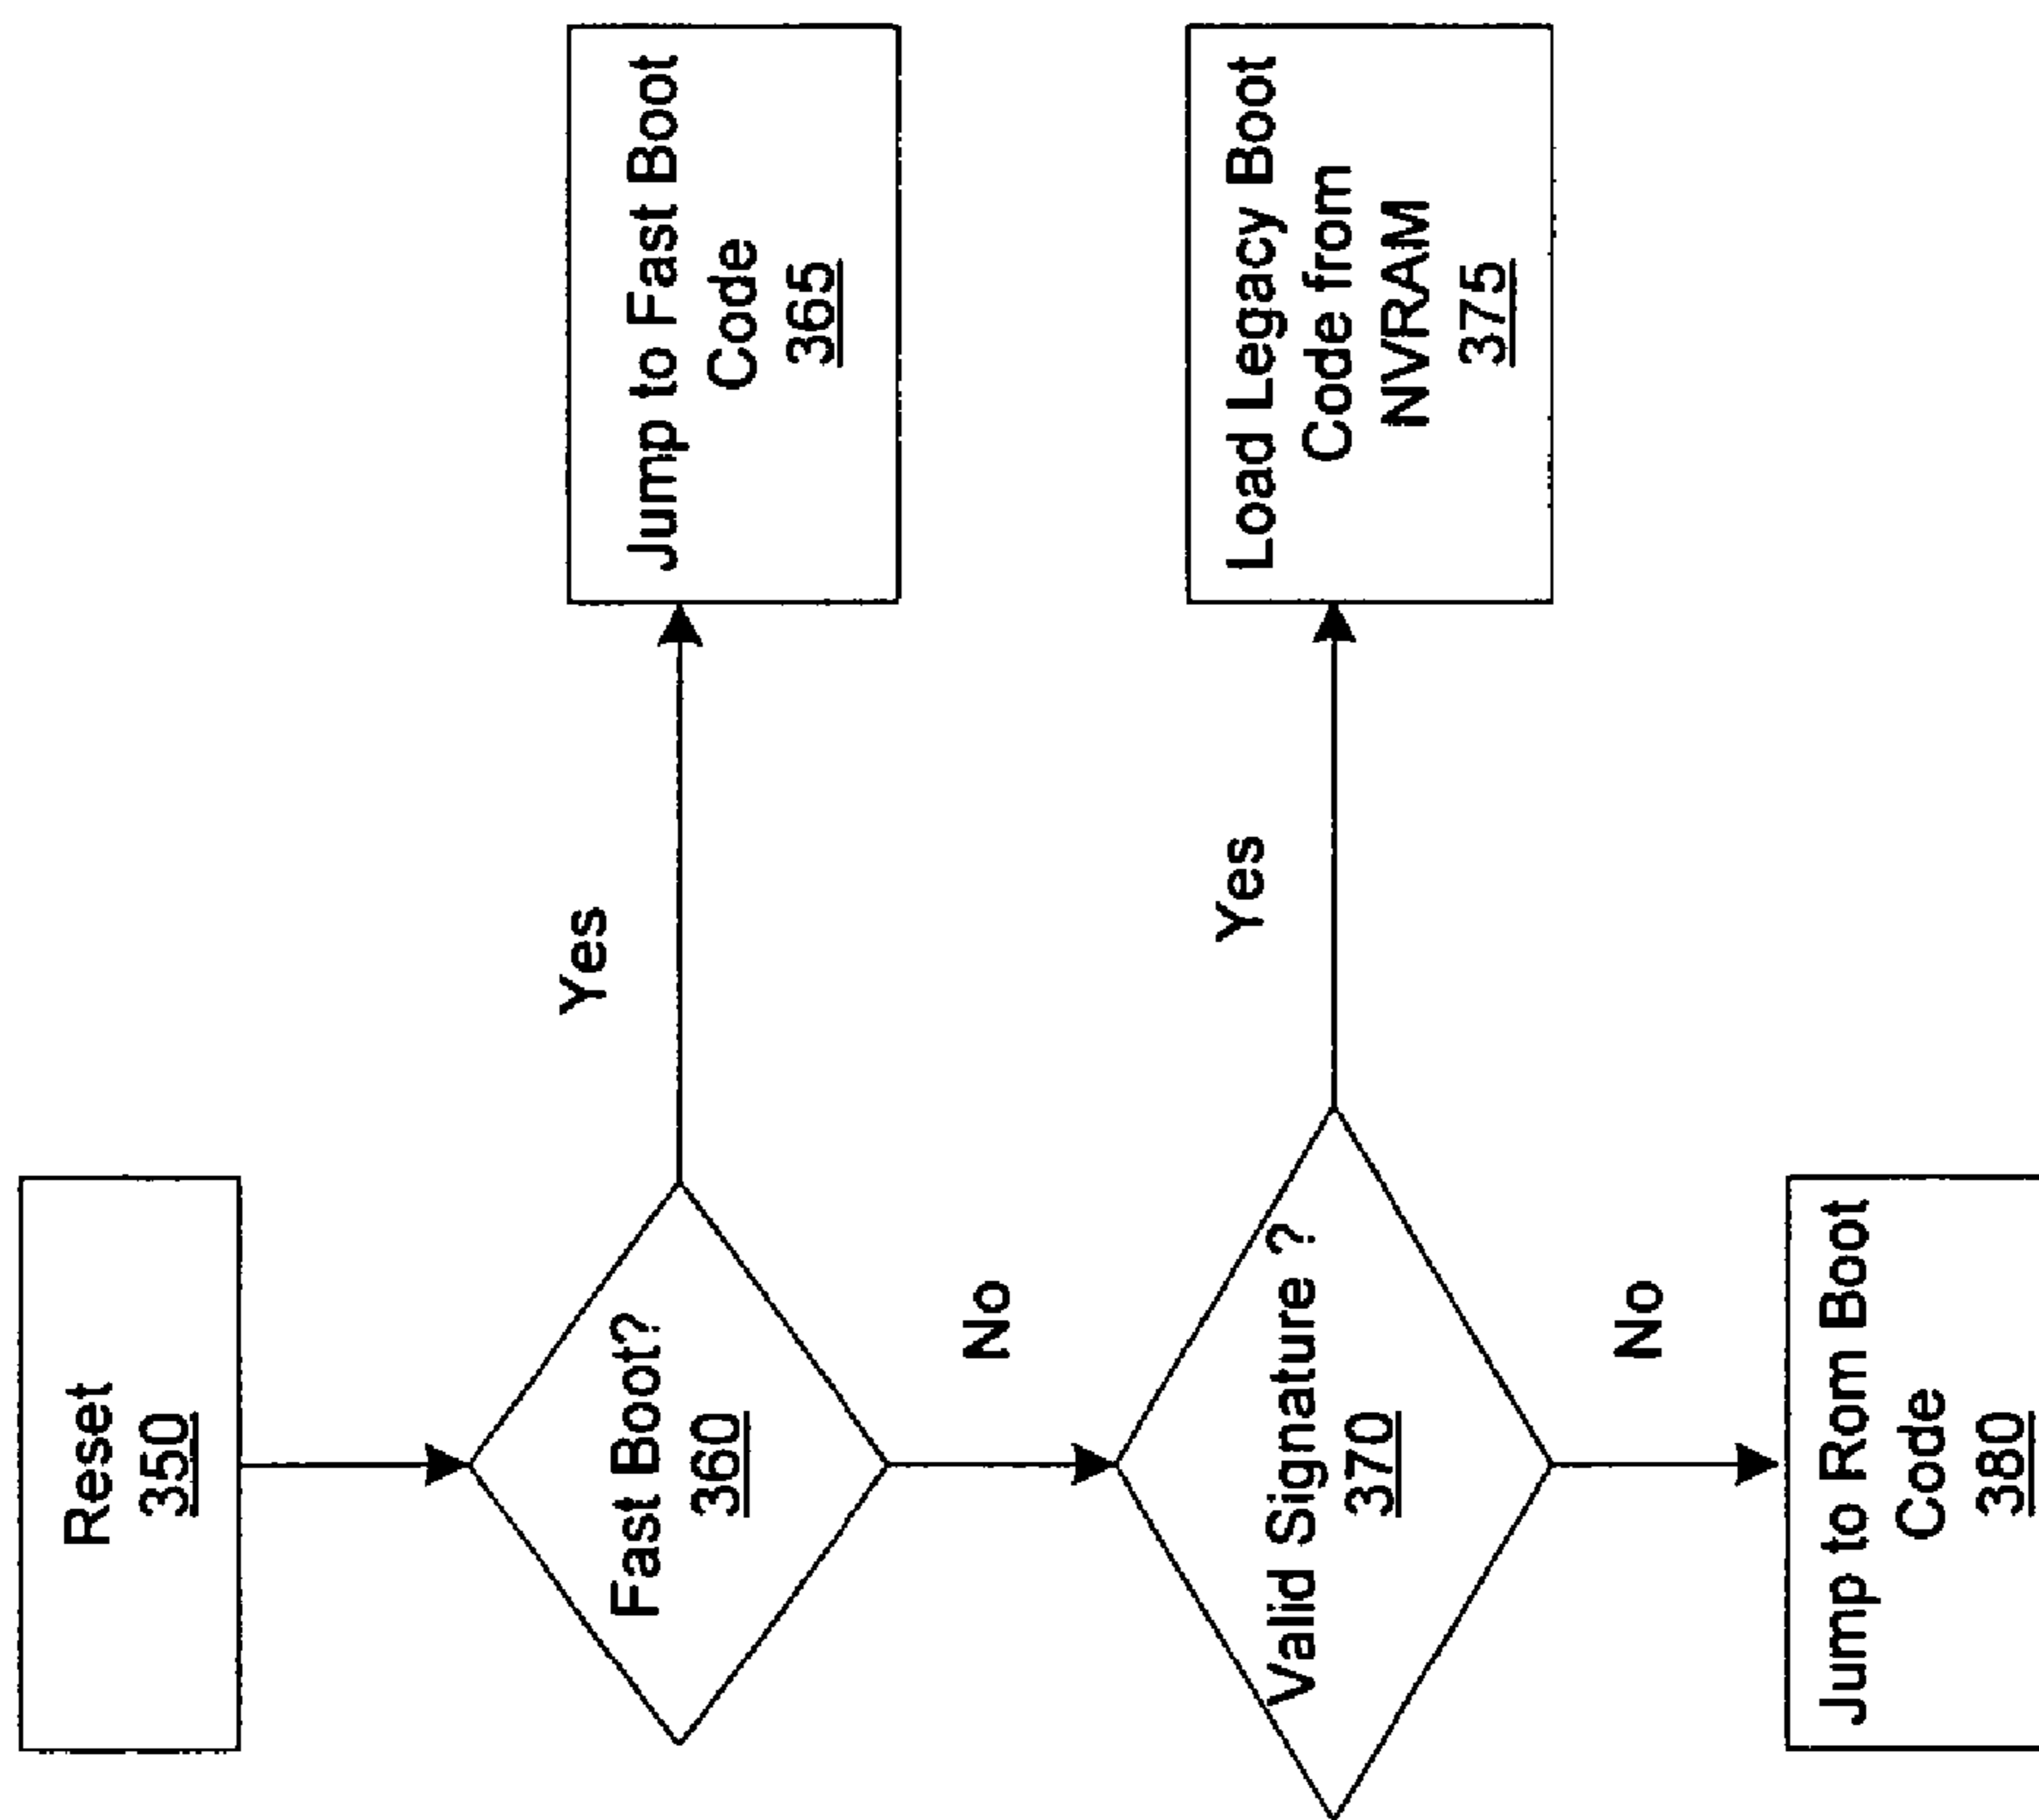 Reset
350
Fast Boot?
360
Yes
Jump to Fast Boot
Code
365
No
Valid Signature ?
370
Yes
Load Legacy Boot
Code from
NVRAM
375
No
Jump to Rom Boot
Code
380